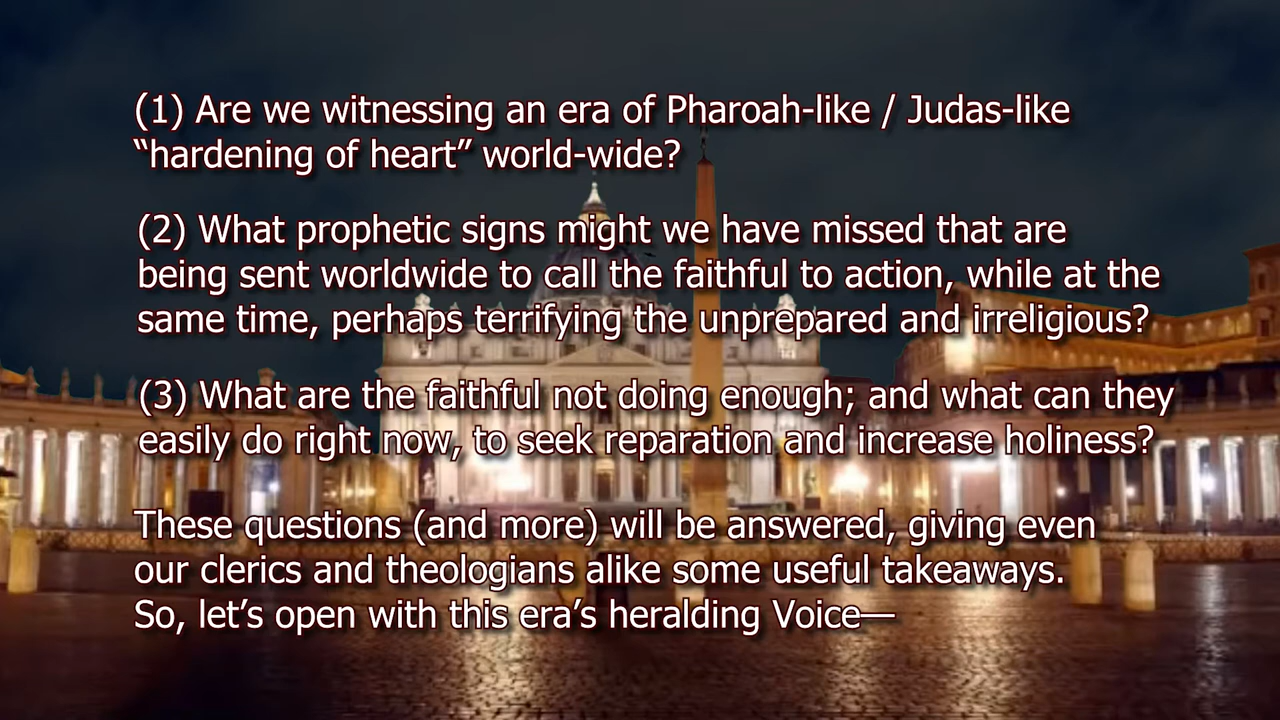 (1) Are we witnessing an era of Pharoah-like / Judas-like
“hardening of heart” world-wide?
(2) What prophetic signs might we have missed that are
being sent worldwide to call the faithful to action, while at the
same time, perhaps terrifying the unprepared and irreligious?
(3) What are the faithful not doing enough; and what can they
easily do right now, to seek reparation and increase holiness?
These questions (and more) will be answered, giving even
our clerics and theologians alike some useful takeaways.
So, let’s open with this era’s heralding Voice—